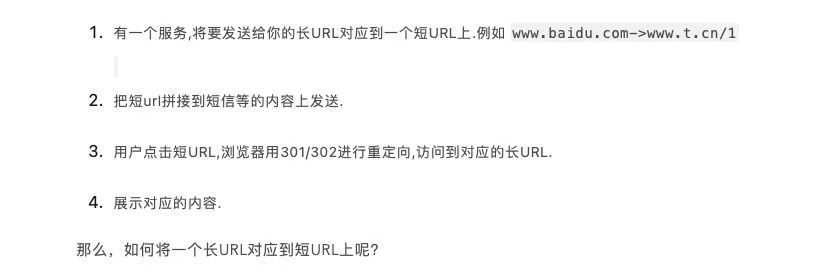 1. 有一个服务,将要发送给你的长URL对应到一个短URL上.例如 www.baidu.com->www.t.cn/1
2. 把短url拼接到短信等的内容上发送.
3. 用户点击短URL,浏览器用301/302进行重定向,访问到对应的长URL.
4. 展示对应的内容.
那么，如何将一个长URL对应到短URL上呢?